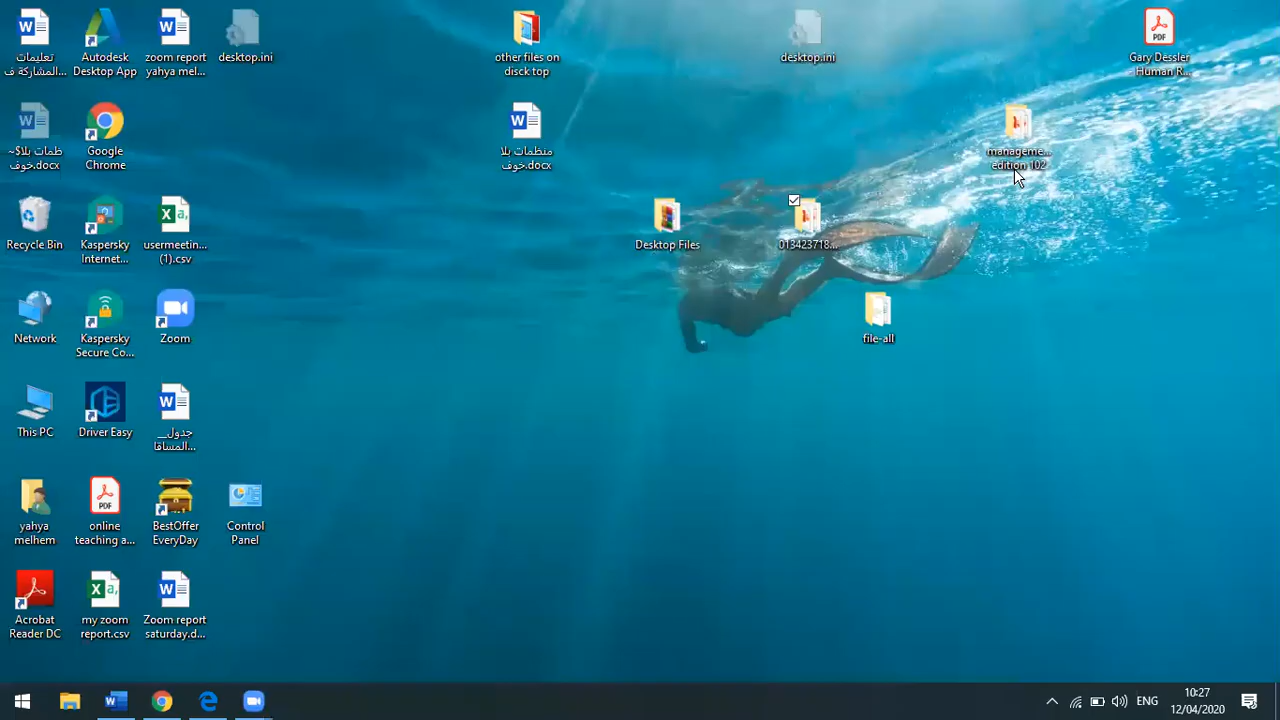 تعليمات
المشاركة ف...
Autodesk
Desktop App
zoom report
yahya mel...
desktop.ini
other files on
disck top
desktop.ini
Gary Dessler
- Human R...
~$ظمات بلا
خوف.docx
Google
Chrome
منظمات بلا
خوف.docx
manageme...
edition 102
Recycle Bin
Kaspersky
Internet...
usermeetin...
(1).csv
Desktop Files
013423718...
Network
Kaspersky
Secure Co...
Zoom
file-all
This PC
Driver Easy
جدول__
المساقا...
yahya
melhem
online
teaching a...
BestOffer
EveryDay
Control
Panel
Acrobat
Reader DC
my zoom
report.csv
Zoom report
saturday.d...
ENG
10:27
12/04/2020